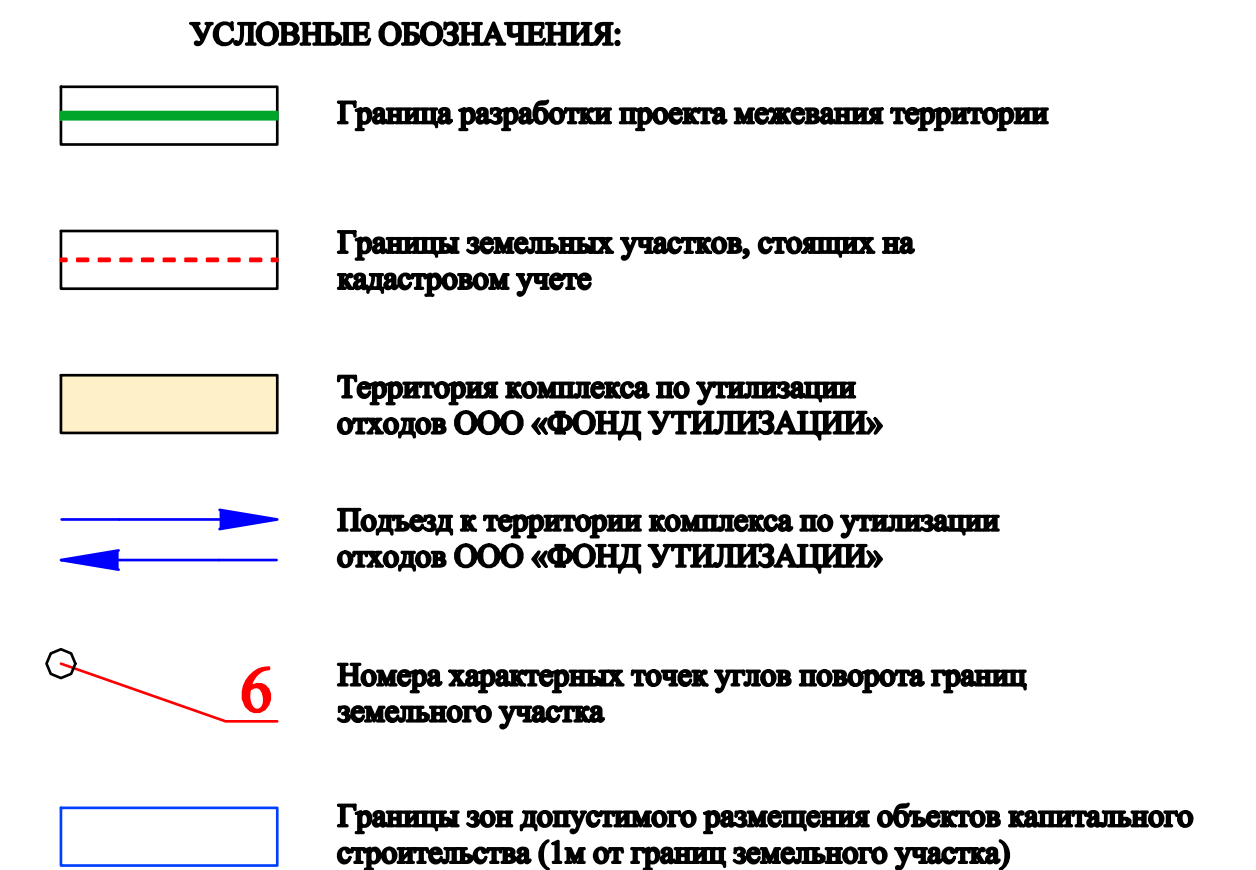 УСЛОВНЫЕ ОБОЗНАЧЕНИЯ:
Граница разработки проекта межевания территории
Границы земельных участков, стоящих на
кадастровом учете
Территория комплекса по утилизации
отходов ООО «ФОНД УТИЛИЗАЦИИ»
Подъезд к территории комплекса по утилизации
отходов ООО «ФОНД УТИЛИЗАЦИИ»
6
Номера характерных точек углов поворота границ
земельного участка
Границы зон допустимого размещения объектов капитального
строительства (1м от границ земельного участка)